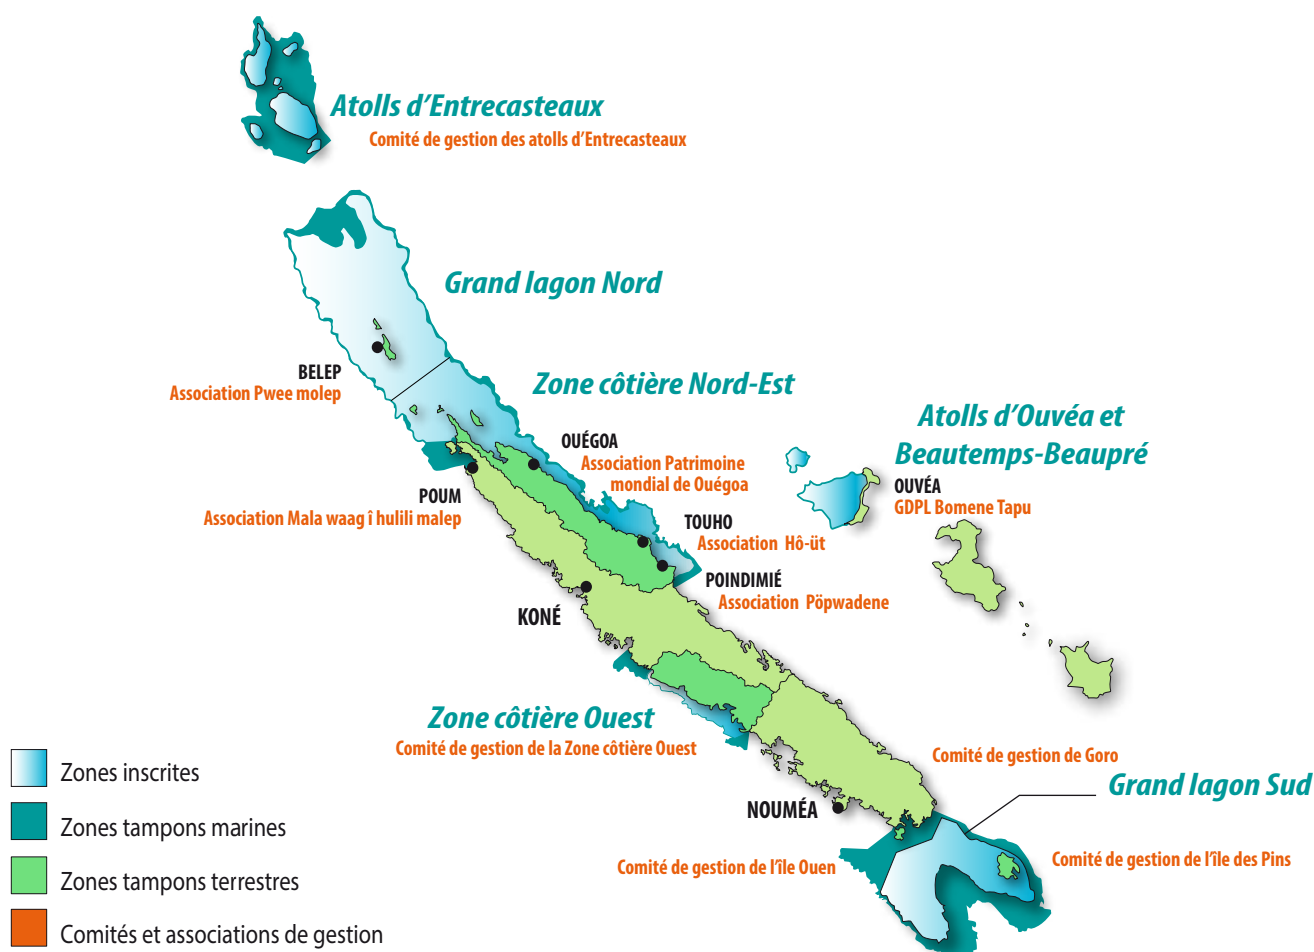 Atolls d'Entrecasteaux
Comité de gestion des atolls d'Entrecasteaux
Grand lagon Nord
BELEP
Association Pwee molep
Zone côtière Nord-Est
Atolls d'Ouvéa et
Beautemps-Beaupré
OUÉGOA
Association Patrimoine
mondial de Ouégoa
OUVÉA
GDPL Bomene Tapu
POUM
Association Mala waag î hulili malep
TOUHO
Association Hô-üt
POINDIMIÉ
Association Pöpwadene
KONÉ
Zone côtière Ouest
Comité de gestion de la Zone côtière Ouest
Comité de gestion de Goro
Grand lagon Sud
NOUMÉA
Comité de gestion de l'île Ouen
Comité de gestion de l'île des Pins
Zones inscrites
Zones tampons marines
Zones tampons terrestres
Comités et associations de gestion